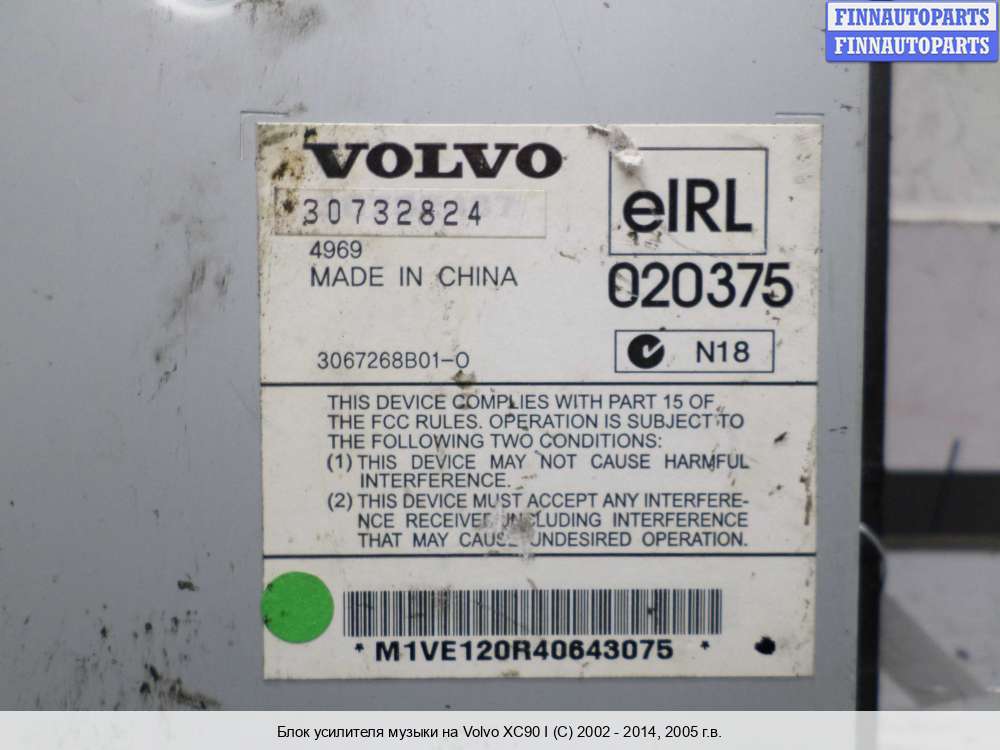 FINNAUTOPARTS
FINNAUTOPARTS
VOLVO
30732824
4969
MADE IN CHINA
3067268B01-0
eIRL
020375
N18
THIS DEVICE COMPLIES WITH PART 15 OF
THE FCC RULES. OPERATION IS SUBJECT TO
THE FOLLOWING TWO CONDITIONS:
(1) THIS DEVICE MAY NOT CAUSE HARMFUL
INTERFERENCE.
(2) THIS DEVICE MUST ACCEPT ANY INTERFERE-
NCE RECEIVED INCLUDING INTERFERENCE
THAT MAY CAUSE UNDESIRED OPERATION.
* M1VE120R40643075 *
Блок усилителя музыки на Volvo XC90 I (C) 2002 - 2014, 2005 г.в.